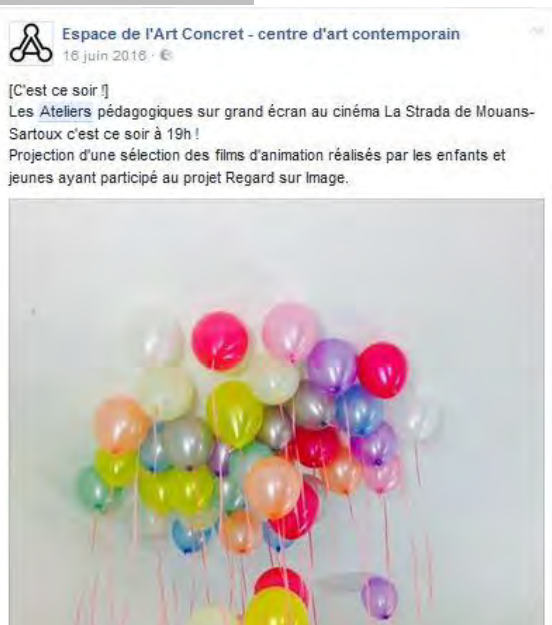 Espace de l'Art Concret - centre d'art contemporain
16 juin 2016 ·
[C'est ce soir !]
Les Ateliers pédagogiques sur grand écran au cinéma La Strada de Mouans-
Sartoux c'est ce soir à 19h !
Projection d'une sélection des films d'animation réalisés par les enfants et
jeunes ayant participé au projet Regard sur Image.